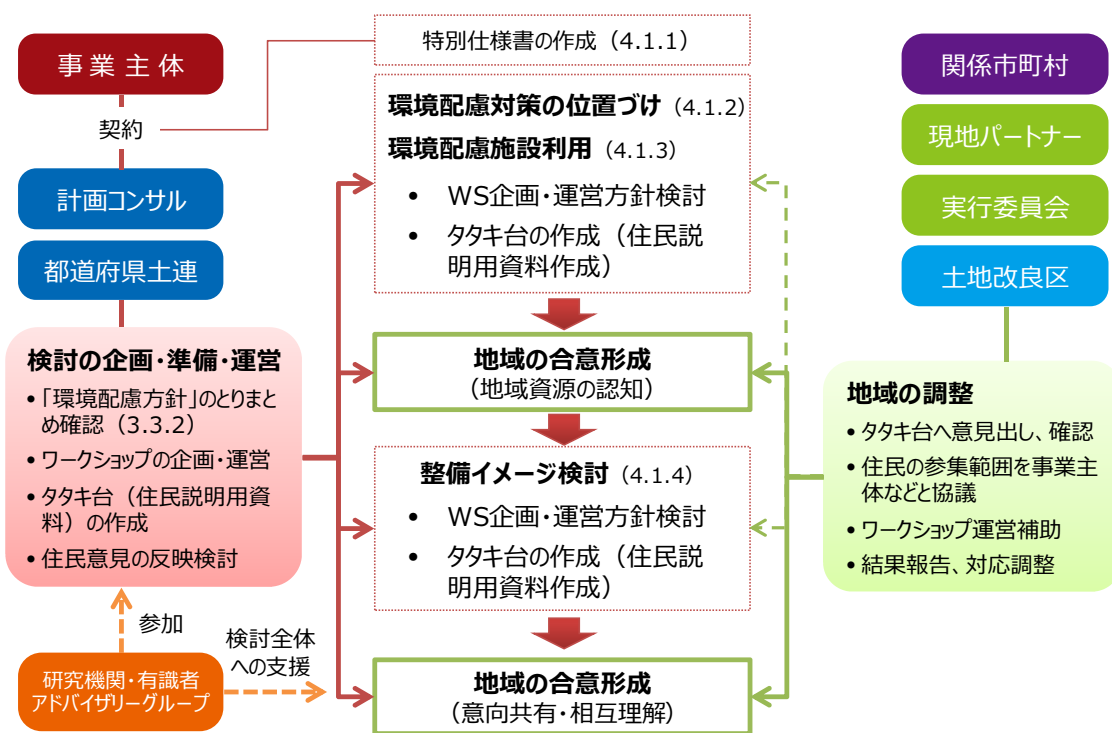 事業主体
契約
計画コンサル
都道府県土連
検討の企画・準備・運営
•「環境配慮方針」のとりまと
め確認（3.3.2）
•ワークショップの企画・運営
•タタキ台（住民説明用資
料）の作成
•住民意見の反映検討
参加
研究機関・有識者
アドバイザリーグループ
検討全体
への支援
特別仕様書の作成（4.1.1）
環境配慮対策の位置づけ（4.1.2）
環境配慮施設利用（4.1.3）
• WS企画・運営方針検討
• タタキ台の作成（住民説
明用資料作成）
地域の合意形成
（地域資源の認知）
整備イメージ検討（4.1.4）
• WS企画・運営方針検討
• タタキ台の作成（住民説
明用資料作成）
地域の合意形成
（意向共有・相互理解）
関係市町村
現地パートナー
実行委員会
土地改良区
地域の調整
•タタキ台へ意見出し、確認
•住民の参集範囲を事業主
体などと協議
•ワークショップ運営補助
•結果報告、対応調整